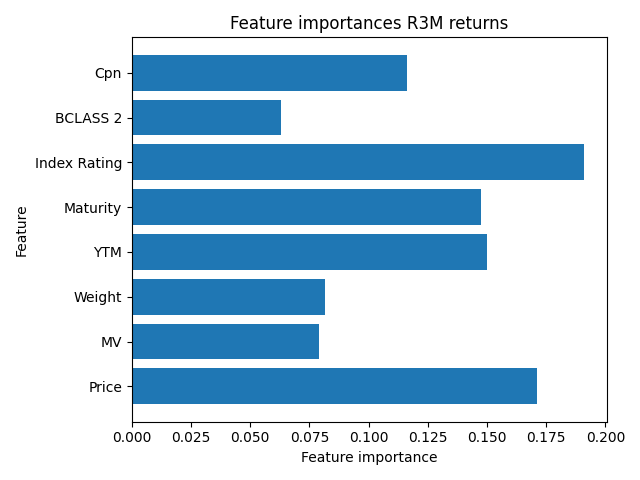 Feature importances R3M returns
Cpn
BCLASS 2
Index Rating
Maturity
YTM
Weight
MV
Price
Feature
0.000 0.025 0.050 0.075 0.100 0.125 0.150 0.175 0.200
Feature importance